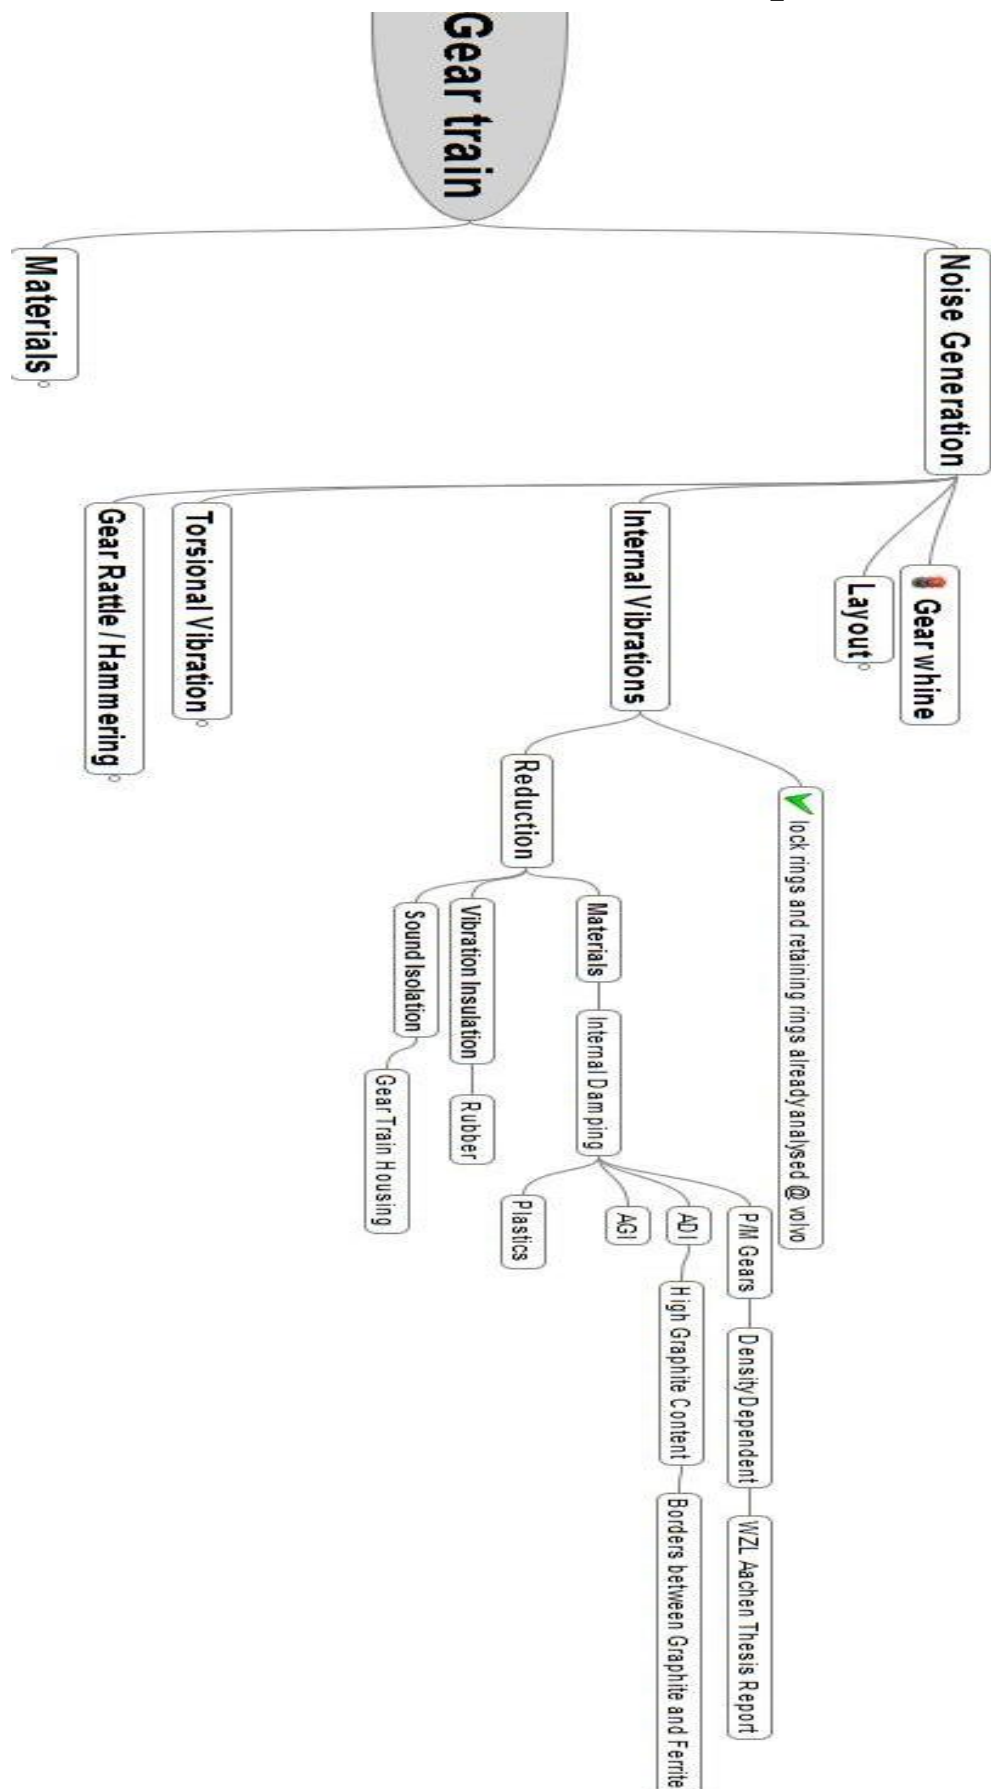 Gear train
Noise Generation
Gear whine
Layout
Internal Vibrations
lock rings and retaining rings already analysed @ volvo
Reduction
Materials
Internal Damping
P/M Gears
Density Dependent
WZL Aachen Thesis Report
ADI
High Graphite Content
Borders between Graphite and Ferrite
AGI
Plastics
Vibration Insulation
Rubber
Sound Isolation
Gear Train Housing
Torsional Vibration
Gear Rattle / Hammering
Materials